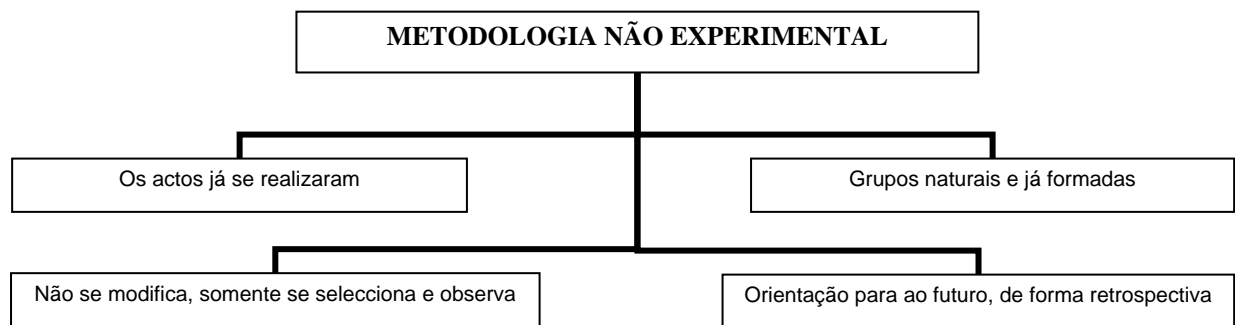 METODOLOGIA NÃO EXPERIMENTAL
Os actos já se realizaram
Grupos naturais e já formadas
Não se modifica, somente se selecciona e observa
Orientação para ao futuro, de forma retrospectiva